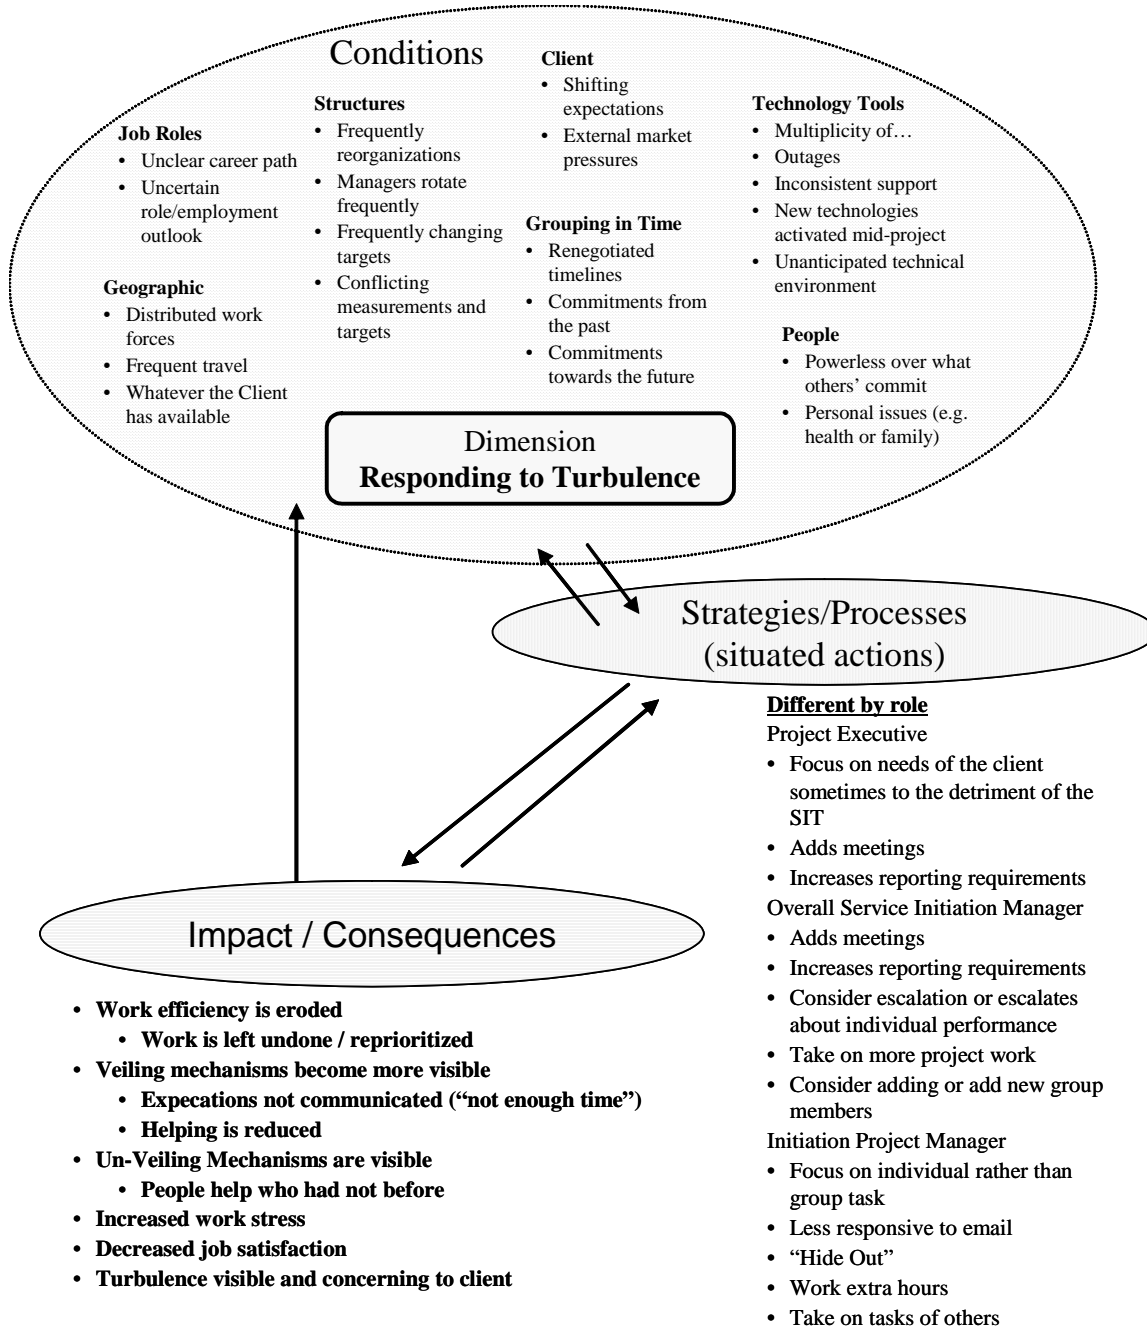 Conditions
Job Roles
• Unclear career path
• Uncertain
role/employment
outlook
Geographic
• Distributed work
forces
• Frequent travel
• Whatever the Client
has available
Structures
• Frequently
reorganizations
• Managers rotate
frequently
• Frequently changing
targets
• Conflicting
measurements and
targets
Client
• Shifting
expectations
• External market
pressures
Grouping in Time
• Renegotiated
timelines
• Commitments from
the past
• Commitments
towards the future
Technology Tools
• Multiplicity of…
• Outages
• Inconsistent support
• New technologies
activated mid-project
• Unanticipated technical
environment
People
• Powerless over what
others’ commit
• Personal issues (e.g.
health or family)
Dimension
Responding to Turbulence
Strategies/Processes
(situated actions)
Different by role
Project Executive
• Focus on needs of the client
sometimes to the detriment of the
SIT
• Adds meetings
• Increases reporting requirements
Overall Service Initiation Manager
• Adds meetings
• Increases reporting requirements
• Consider escalation or escalates
about individual performance
• Take on more project work
• Consider adding or add new group
members
Initiation Project Manager
• Focus on individual rather than
group task
• Less responsive to email
• “Hide Out”
• Work extra hours
• Take on tasks of others
Impact / Consequences
• Work efficiency is eroded
• Work is left undone / reprioritized
• Veiling mechanisms become more visible
• Expecations not communicated (“not enough time”)
• Helping is reduced
• Un-Veiling Mechanisms are visible
• People help who had not before
• Increased work stress
• Decreased job satisfaction
• Turbulence visible and concerning to client